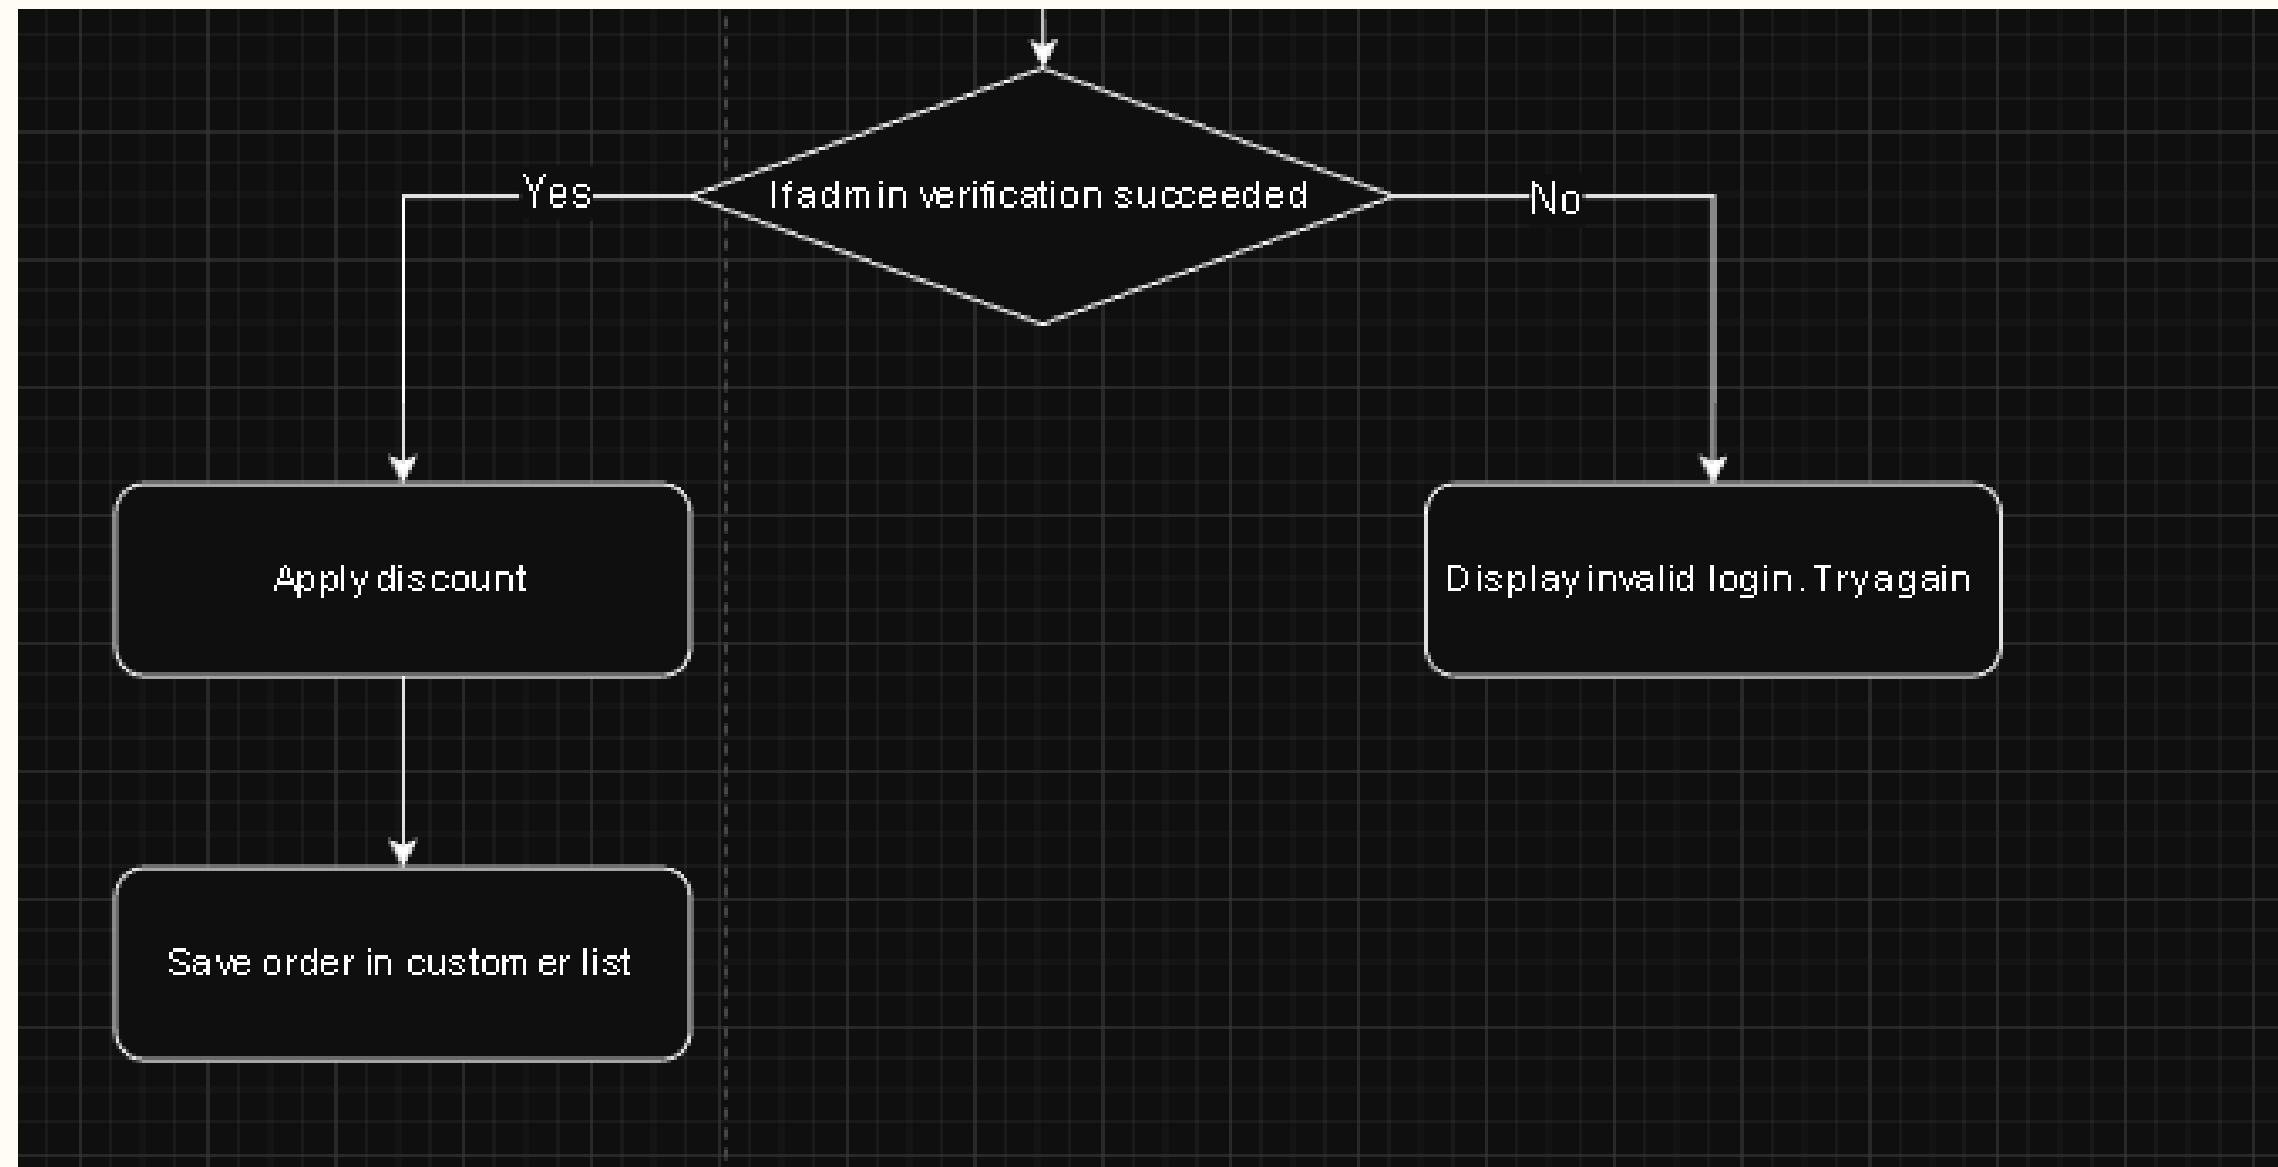 If admin verification succeeded
Yes
No
Apply discount
Display invalid login. Try again
Save order in customer list